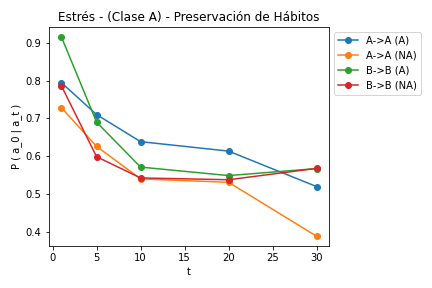 Estrés - (Clase A) - Preservación de Hábitos
A->A (A)
A->A (NA)
B->B (A)
B->B (NA)
P ( a_0 | a_t )
0.9
0.8
0.7
0.6
0.5
0.4
0 5 10 15 20 25 30
t